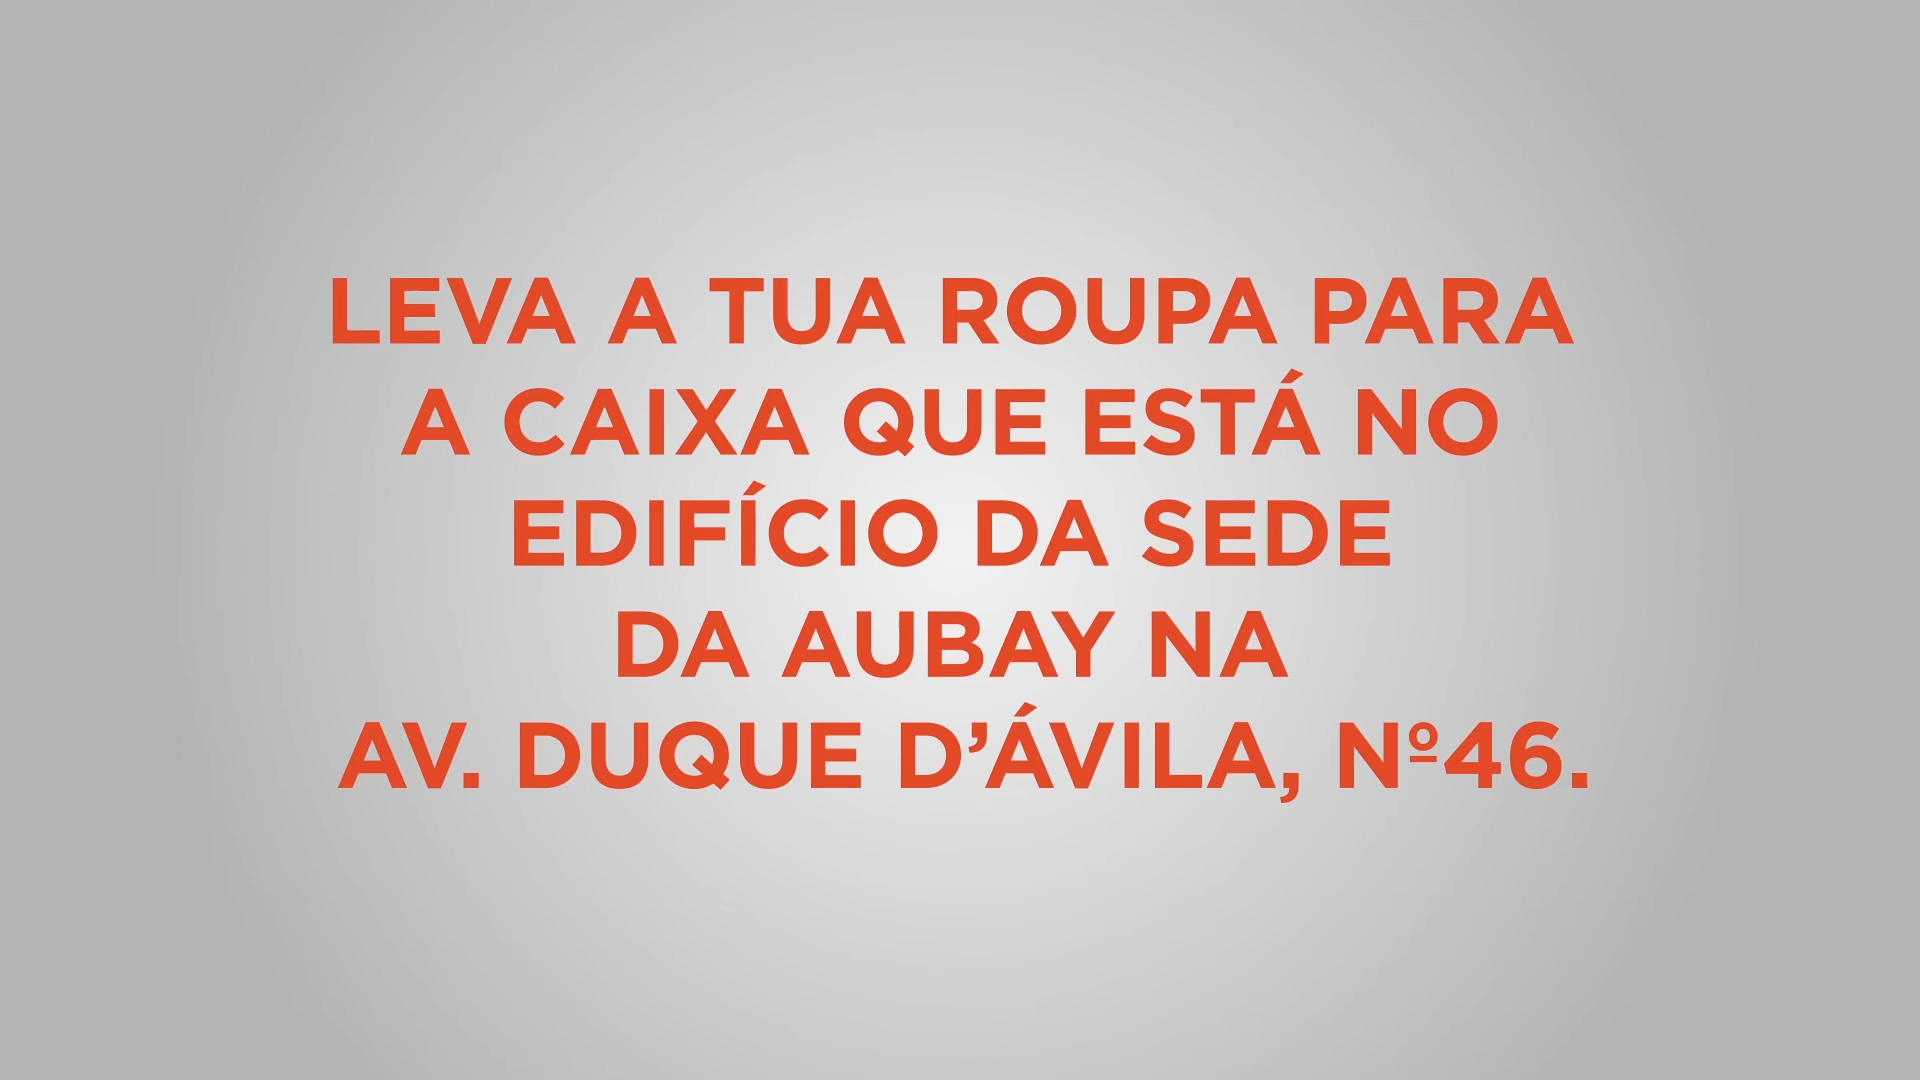 LEVA A TUA ROUPA PARA
A CAIXA QUE ESTÁ NO
EDIFÍCIO DA SEDE
DA AUBAY NA
AV. DUQUE D’ÁVILA, Nº46.